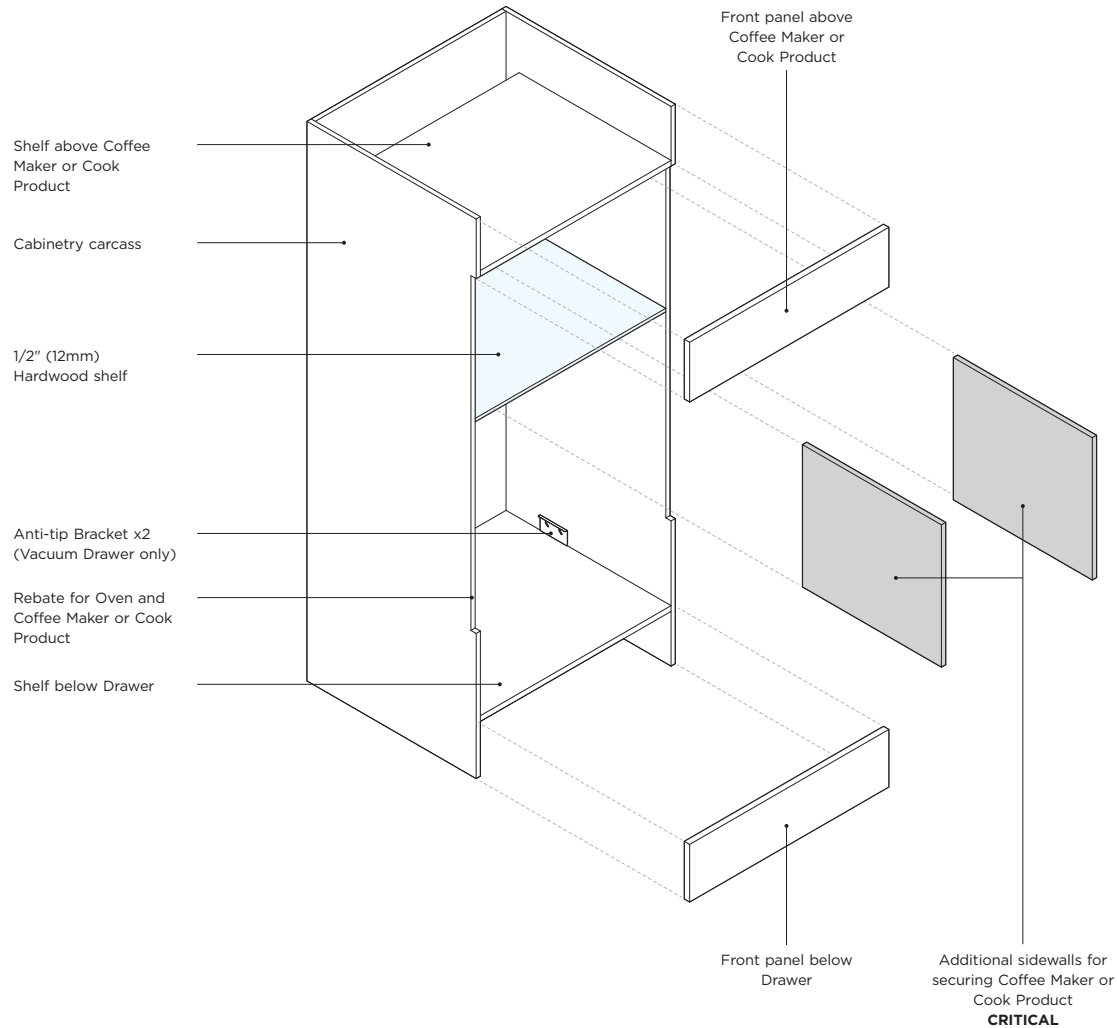 Front panel above
Coffee Maker or
Cook Product
Shelf above Coffee
Maker or Cook
Product
Cabinetry carcass
1/2" (12mm)
Hardwood shelf
Anti-tip Bracket x2
(Vacuum Drawer only)
Rebate for Oven and
Coffee Maker or Cook
Product
Shelf below Drawer
Front panel below
Drawer
Additional sidewalls for
securing Coffee Maker or
Cook Product
CRITICAL